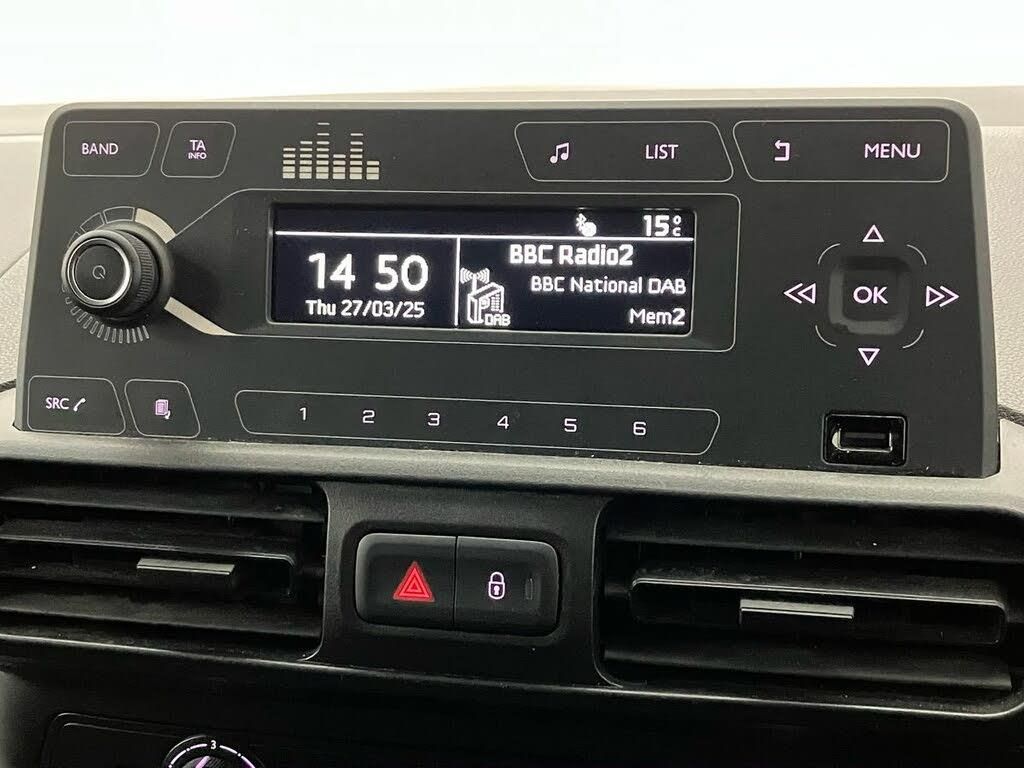 BAND
TA
INFO
LIST
MENU
15°C
14 50
Thu 27/03/25
BBC Radio2
BBC National DAB
DAB
Mem2
OK
SRC
1 2 3 4 5 6
3